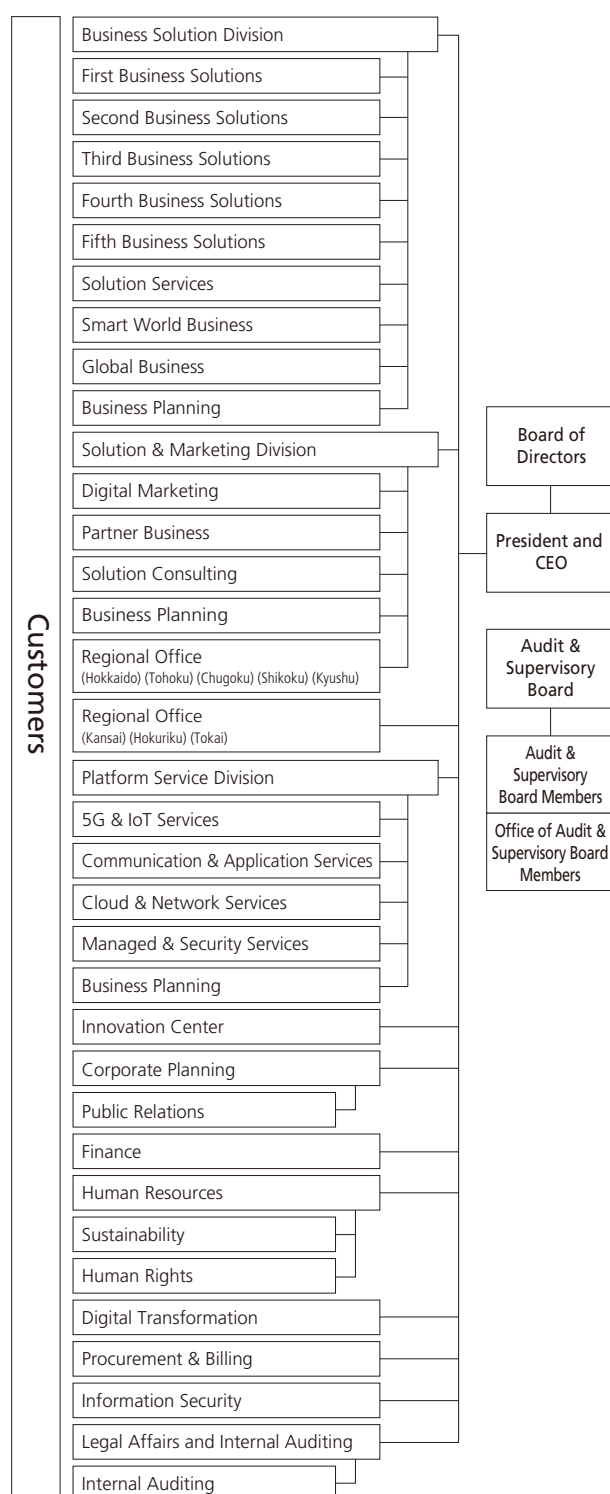 Customers
Business Solution Division
First Business Solutions
Second Business Solutions
Third Business Solutions
Fourth Business Solutions
Fifth Business Solutions
Solution Services
Smart World Business
Global Business
Business Planning
Solution & Marketing Division
Digital Marketing
Partner Business
Solution Consulting
Business Planning
Regional Office
(Hokkaido) (Tohoku) (Chugoku) (Shikoku) (Kyushu)
Regional Office
(Kansai) (Hokuriku) (Tokai)
Platform Service Division
5G & IoT Services
Communication & Application Services
Cloud & Network Services
Managed & Security Services
Business Planning
Innovation Center
Corporate Planning
Public Relations
Finance
Human Resources
Sustainability
Human Rights
Digital Transformation
Procurement & Billing
Information Security
Legal Affairs and Internal Auditing
Internal Auditing
Board of
Directors
President and
CEO
Audit &
Supervisory
Board
Audit &
Supervisory
Board Members
Office of Audit &
Supervisory Board
Members